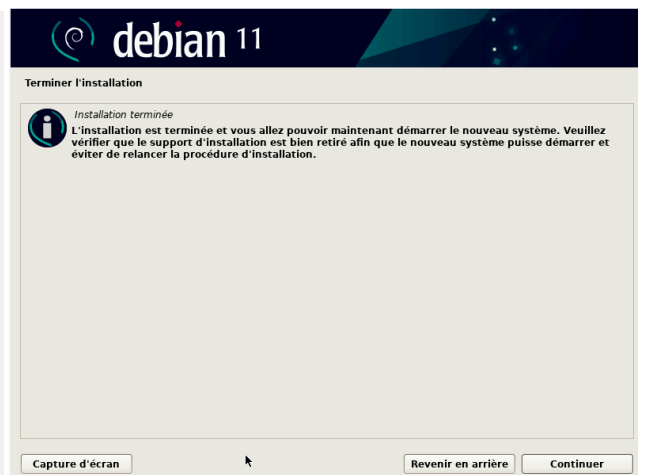 debian 11
Terminer l'installation
Installation terminée
L'installation est terminée et vous allez pouvoir maintenant démarrer le nouveau système. Veuillez
vérifier que le support d'installation est bien retiré afin que le nouveau système puisse démarrer et
éviter de relancer la procédure d'installation.
Capture d'écran Revenir en arrière Continuer